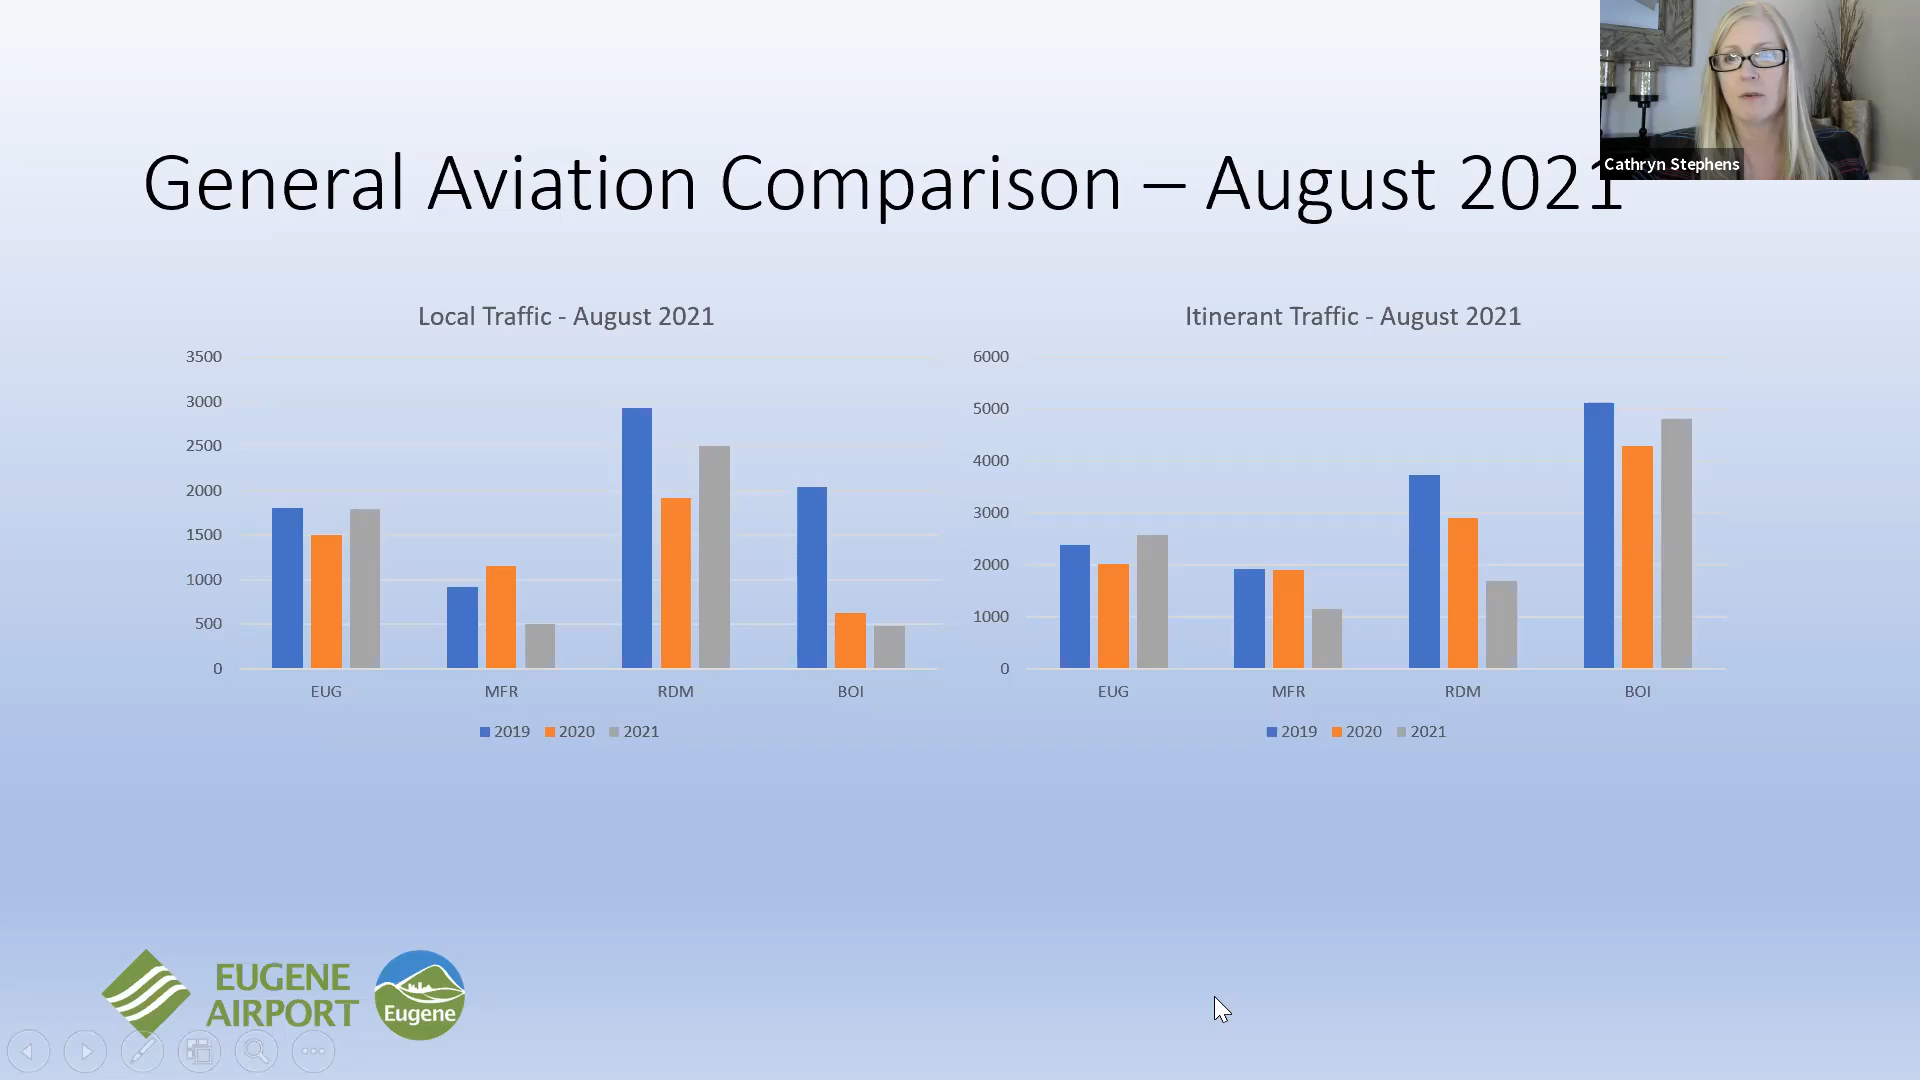 Cathryn Stephens
General Aviation Comparison – August 2021
Local Traffic - August 2021
3500
3000
2500
2000
1500
1000
500
0
EUG MFR RDM BOI
2019 2020 2021
Itinerant Traffic - August 2021
6000
5000
4000
3000
2000
1000
0
EUG MFR RDM BOI
2019 2020 2021
EUGENE
AIRPORT
Eugene